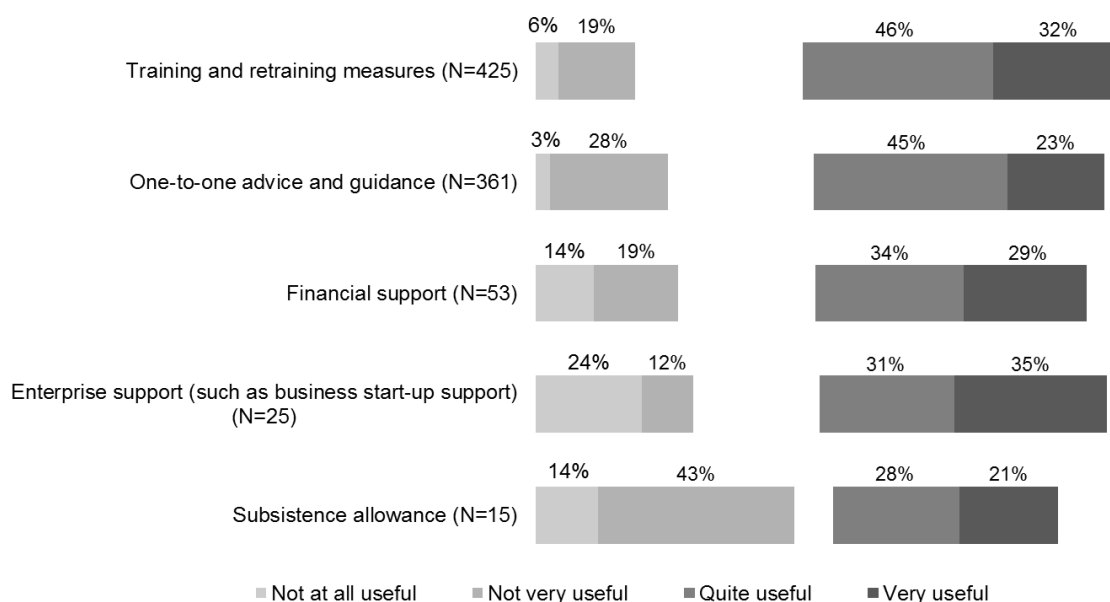 6% 19% 46% 32%
Training and retraining measures (N=425)
3% 28% 45% 23%
One-to-one advice and guidance (N=361)
14% 19% 34% 29%
Financial support (N=53)
24% 12% 31% 35%
Enterprise support (such as business start-up support)
(N=25)
14% 43% 28% 21%
Subsistence allowance (N=15)
Not at all useful Not very useful Quite useful Very useful